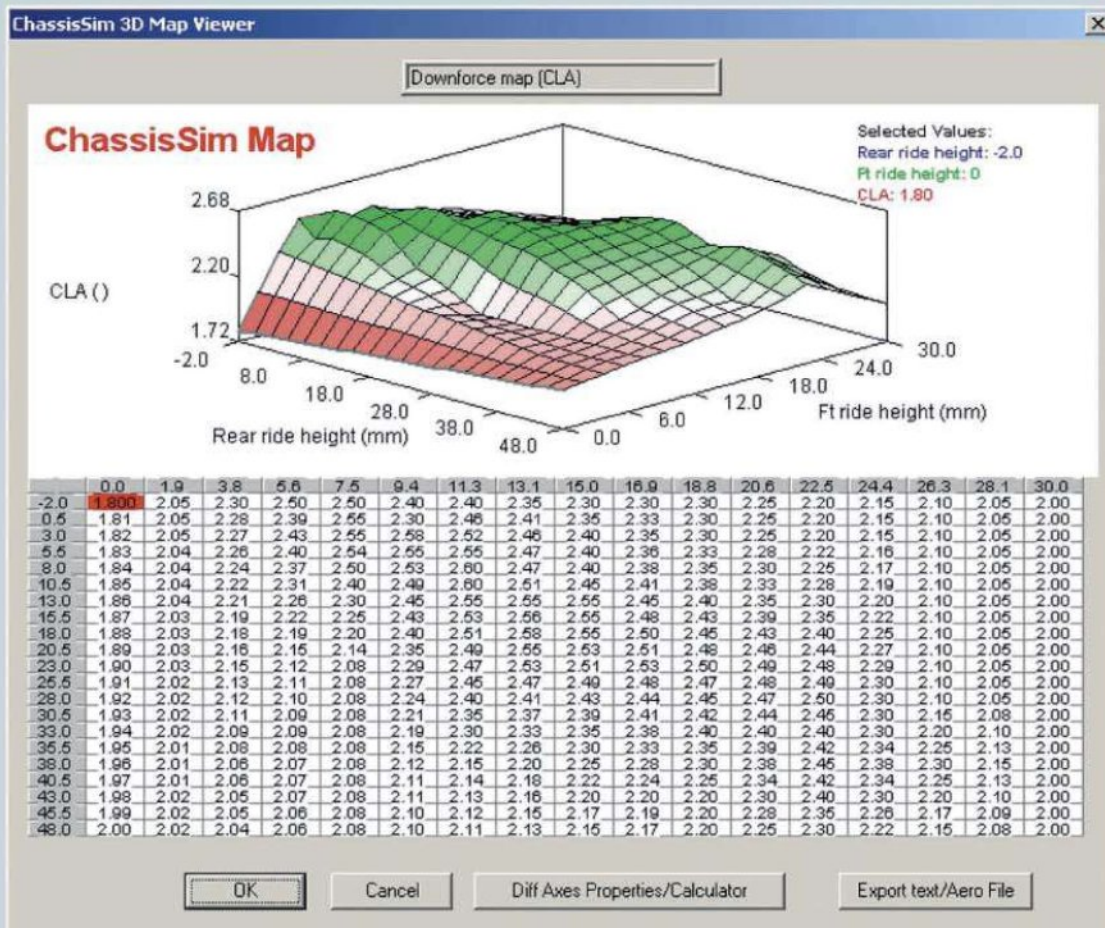 ChassisSim 3D Map Viewer
Downforce map (CLA)
ChassisSim Map
Selected Values:
Rear ride height: -2.0
Ft ride height: 0
CLA: 1.80
2.68
2.20
CLA ()
1.72
-2.0
8.0
18.0
28.0
38.0
48.0
Rear ride height (mm)
0.0
6.0
12.0
18.0
24.0
30.0
Ft ride height (mm)
0.0 1.9 3.8 5.6 7.5 9.4 11.3 13.1 15.0 16.9 18.8 20.6 22.5 24.4 26.3 28.1 30.0
-2.0 1.800 2.05 2.30 2.50 2.50 2.40 2.40 2.35 2.30 2.30 2.30 2.25 2.20 2.15 2.10 2.05 2.00
0.5 1.81 2.05 2.28 2.39 2.55 2.30 2.46 2.41 2.35 2.33 2.30 2.25 2.20 2.15 2.10 2.05 2.00
3.0 1.82 2.05 2.27 2.43 2.55 2.58 2.52 2.46 2.40 2.35 2.30 2.25 2.20 2.15 2.10 2.05 2.00
5.5 1.83 2.04 2.26 2.40 2.54 2.55 2.55 2.47 2.40 2.36 2.33 2.28 2.22 2.16 2.10 2.05 2.00
8.0 1.84 2.04 2.24 2.37 2.50 2.53 2.60 2.47 2.40 2.38 2.35 2.30 2.25 2.17 2.10 2.05 2.00
10.5 1.85 2.04 2.22 2.31 2.40 2.49 2.60 2.51 2.45 2.41 2.38 2.33 2.28 2.19 2.10 2.05 2.00
13.0 1.86 2.04 2.21 2.26 2.30 2.45 2.55 2.55 2.55 2.45 2.40 2.35 2.30 2.20 2.10 2.05 2.00
15.5 1.87 2.03 2.19 2.22 2.25 2.43 2.53 2.56 2.55 2.48 2.43 2.39 2.35 2.22 2.10 2.05 2.00
18.0 1.88 2.03 2.18 2.19 2.20 2.40 2.51 2.58 2.55 2.50 2.45 2.43 2.40 2.25 2.10 2.05 2.00
20.5 1.89 2.03 2.16 2.15 2.14 2.35 2.49 2.55 2.53 2.51 2.48 2.46 2.44 2.27 2.10 2.05 2.00
23.0 1.90 2.03 2.15 2.12 2.08 2.29 2.47 2.53 2.51 2.53 2.50 2.49 2.48 2.29 2.10 2.05 2.00
25.5 1.91 2.02 2.13 2.11 2.08 2.27 2.45 2.47 2.49 2.48 2.47 2.48 2.49 2.30 2.10 2.05 2.00
28.0 1.92 2.02 2.12 2.10 2.08 2.24 2.40 2.41 2.43 2.44 2.45 2.47 2.50 2.30 2.10 2.05 2.00
30.5 1.93 2.02 2.11 2.09 2.08 2.21 2.35 2.37 2.39 2.41 2.42 2.44 2.45 2.30 2.15 2.08 2.00
33.0 1.94 2.02 2.09 2.09 2.08 2.19 2.30 2.33 2.35 2.38 2.40 2.40 2.40 2.30 2.20 2.10 2.00
35.5 1.95 2.01 2.08 2.08 2.08 2.15 2.22 2.26 2.30 2.33 2.35 2.39 2.42 2.34 2.25 2.13 2.00
38.0 1.96 2.01 2.06 2.07 2.08 2.12 2.15 2.20 2.25 2.28 2.30 2.38 2.45 2.38 2.30 2.15 2.00
40.5 1.97 2.01 2.06 2.07 2.08 2.11 2.14 2.18 2.22 2.24 2.25 2.34 2.42 2.34 2.25 2.13 2.00
43.0 1.98 2.02 2.05 2.07 2.08 2.11 2.13 2.16 2.20 2.20 2.20 2.30 2.40 2.30 2.20 2.10 2.00
45.5 1.99 2.02 2.05 2.06 2.08 2.10 2.12 2.15 2.17 2.19 2.20 2.28 2.35 2.26 2.17 2.09 2.00
48.0 2.00 2.02 2.04 2.06 2.08 2.10 2.11 2.13 2.15 2.17 2.20 2.25 2.30 2.22 2.15 2.08 2.00
OK Cancel Diff Axes Properties/Calculator Export text/Aero File